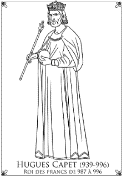 HUGUES CAPET (939-996)
ROI DES FRANCS DE 987 À 996